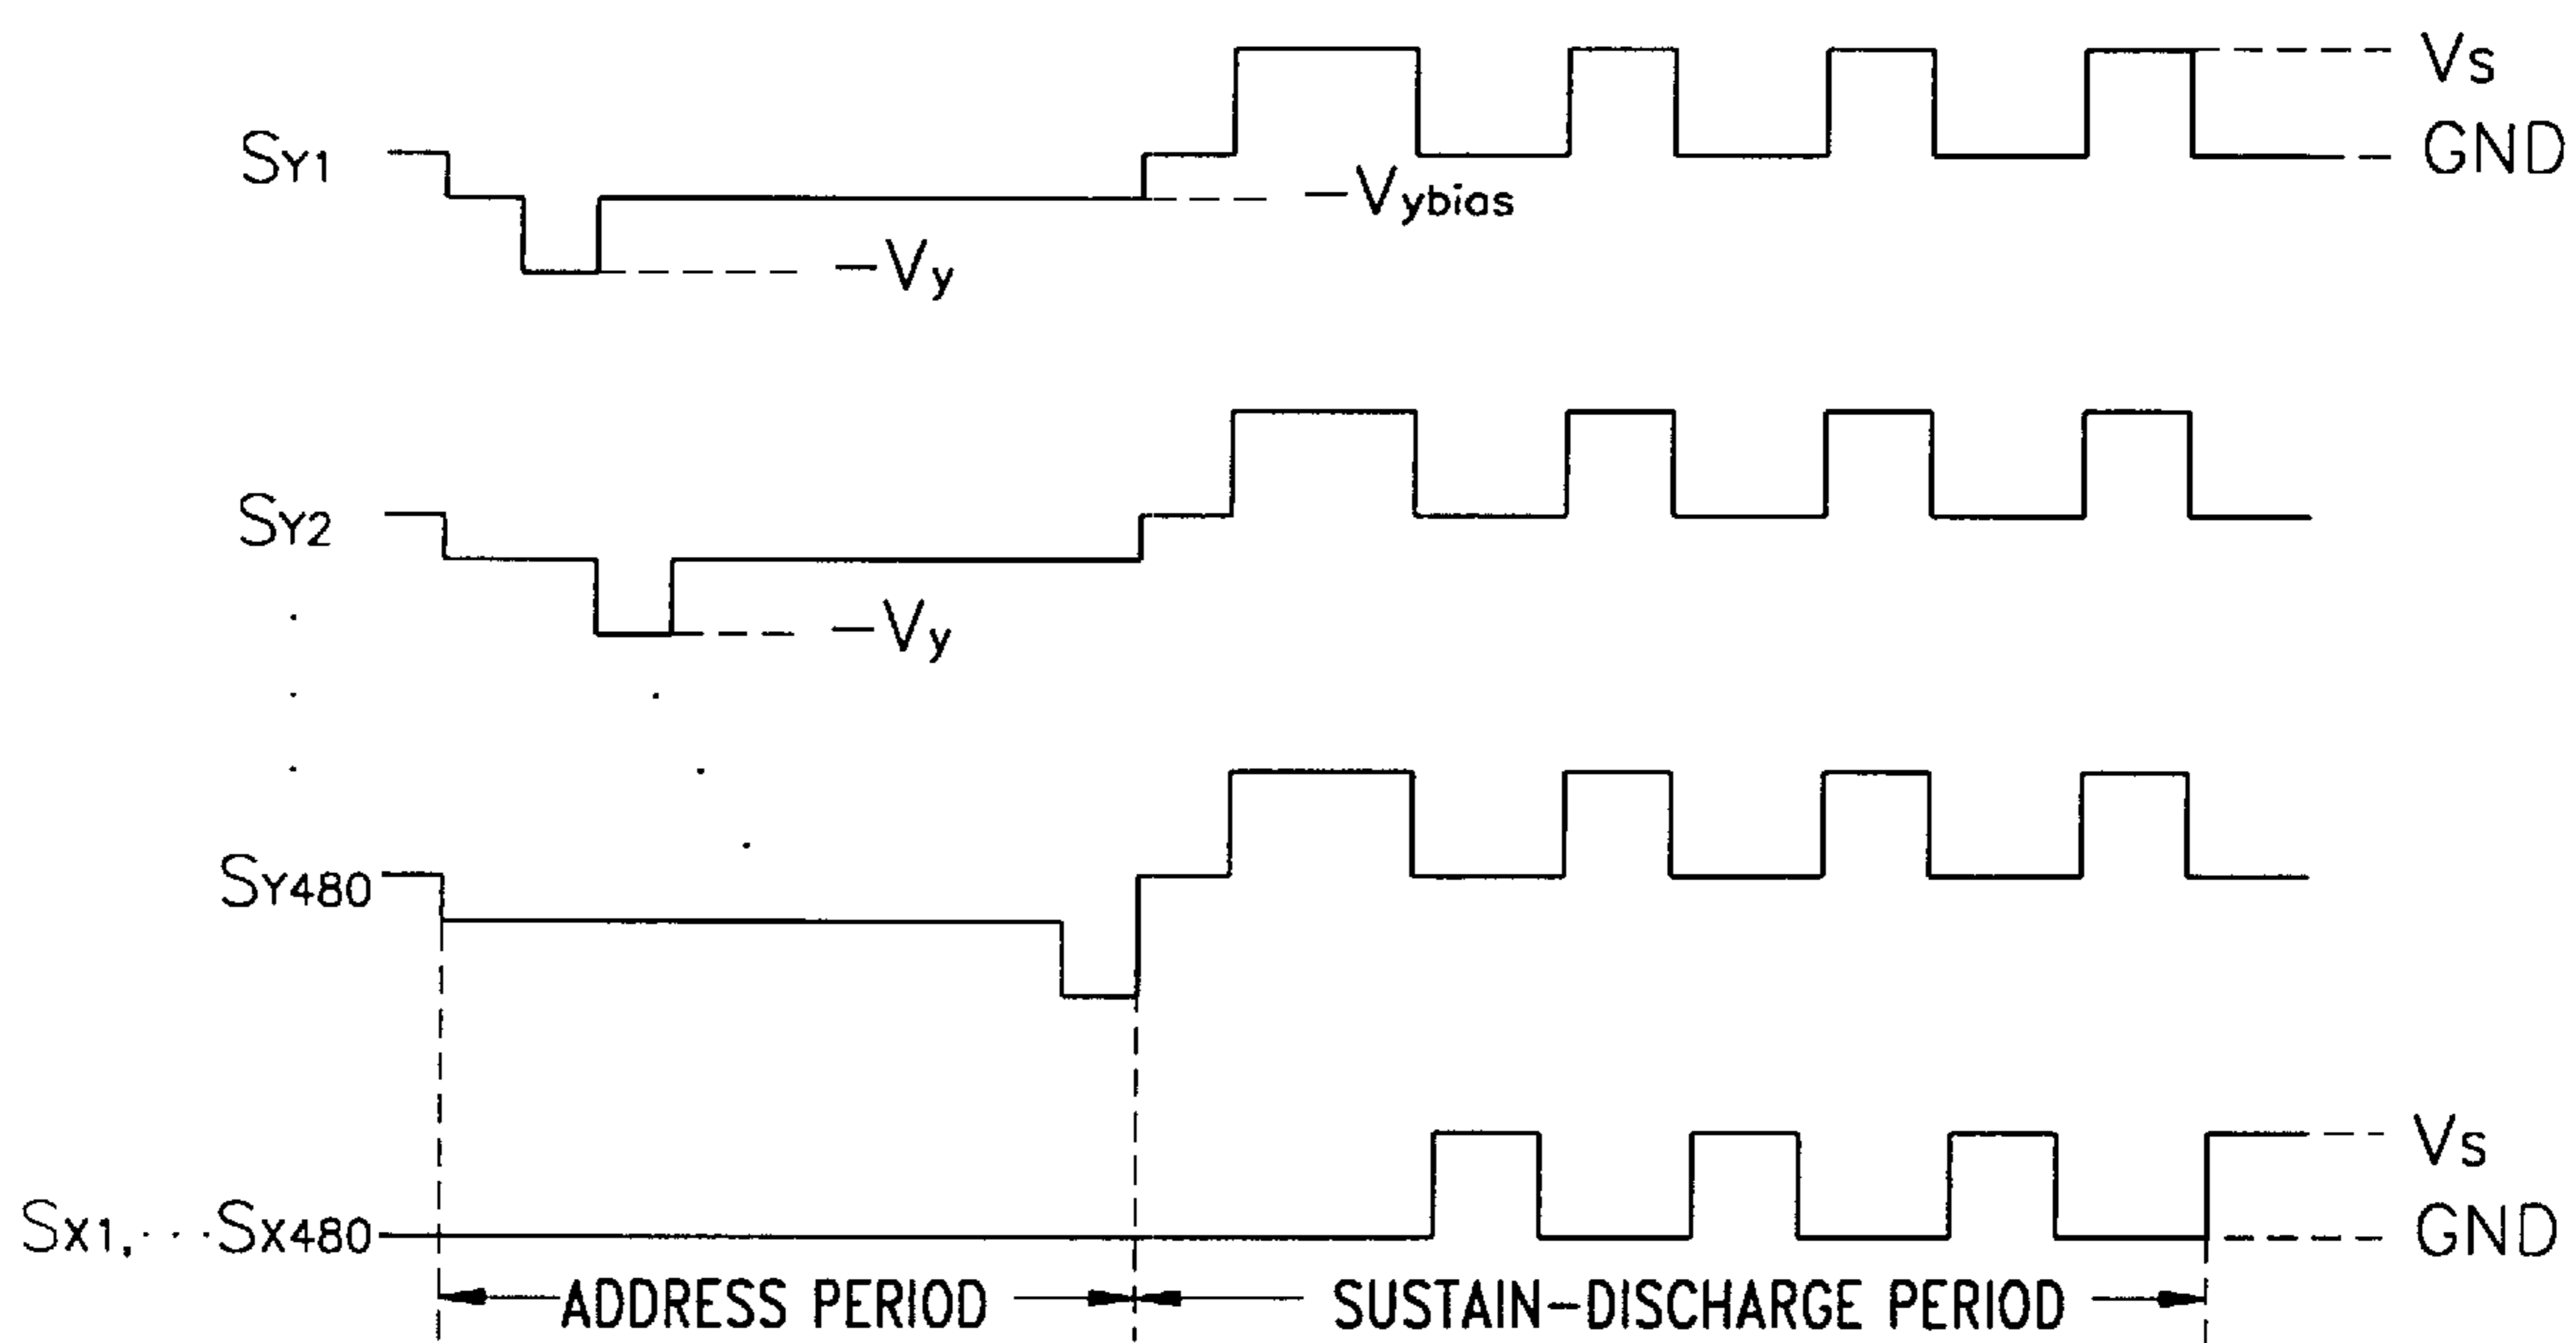 Vs
SY1
GND
−Vybias
−Vy
SY2
−Vy
SY480
Vs
SX1, ··· SX480
GND
ADDRESS PERIOD
SUSTAIN-DISCHARGE PERIOD